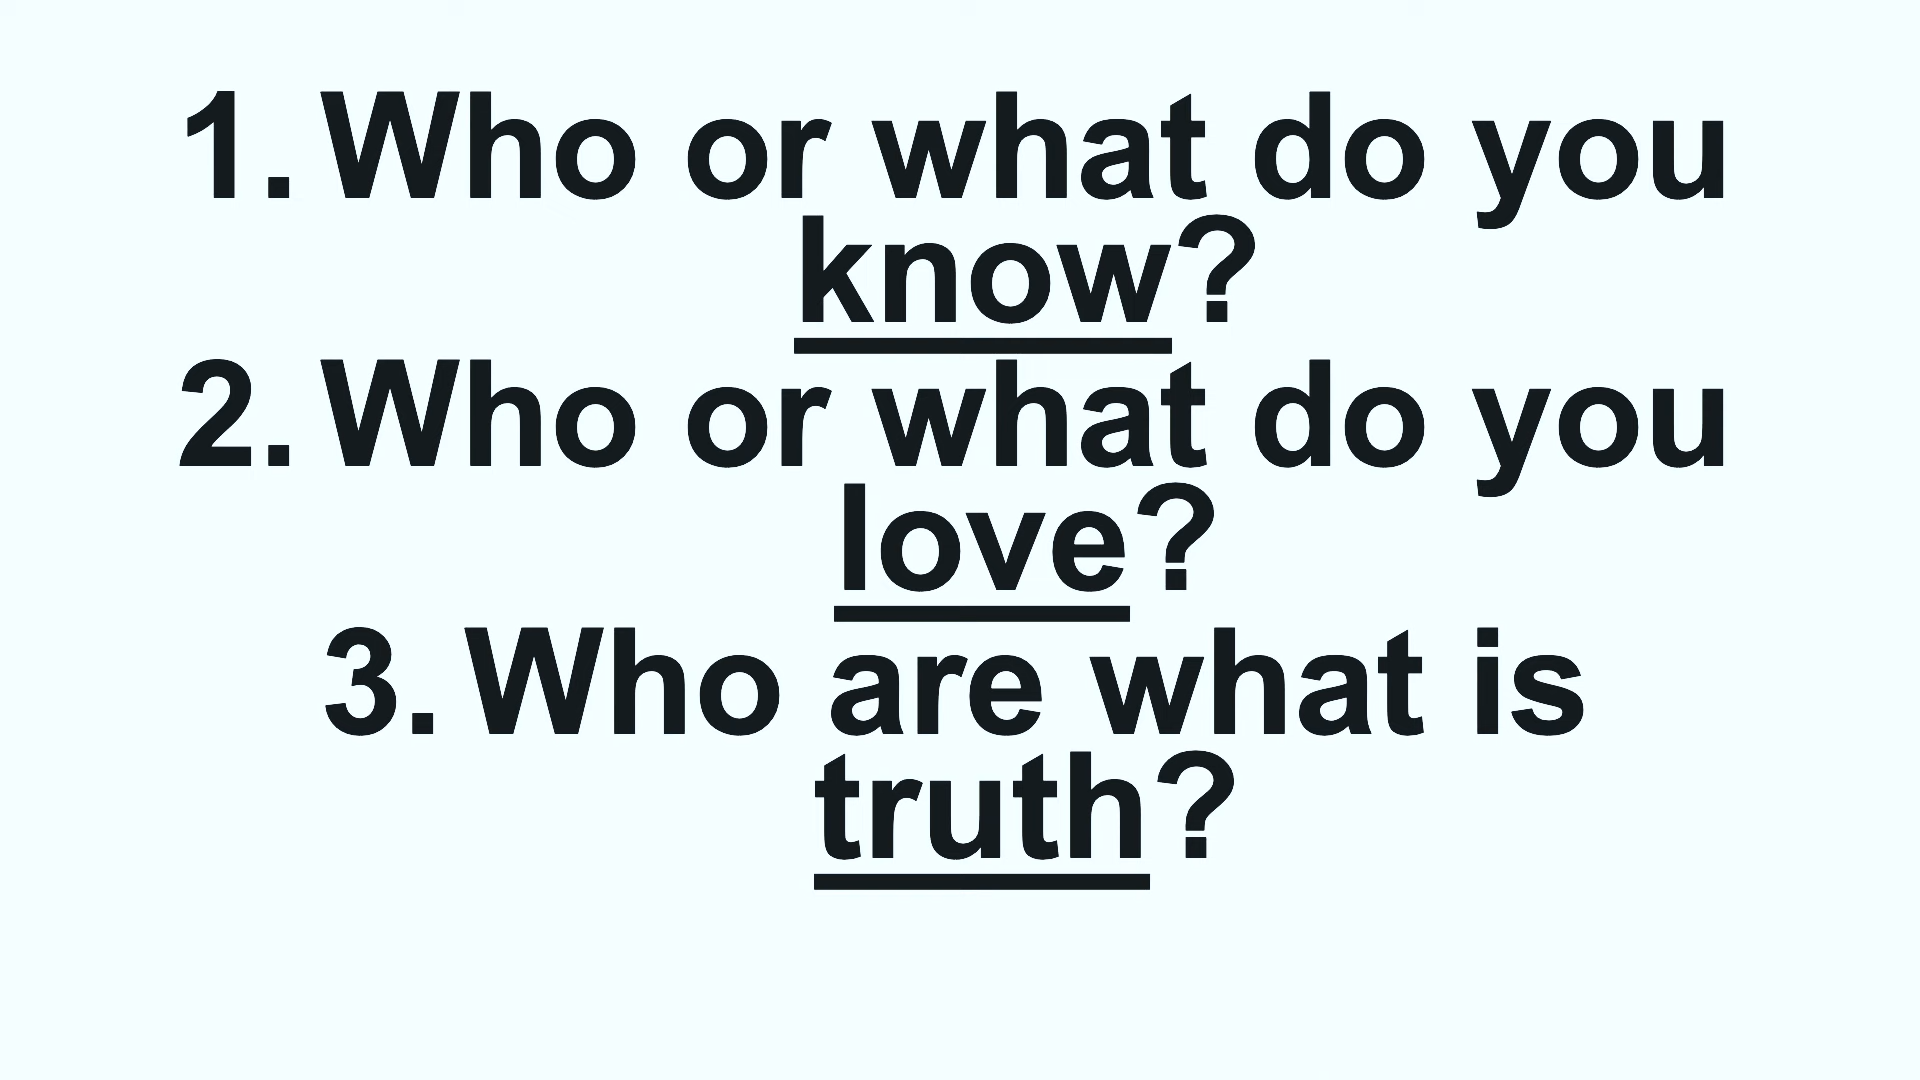 1. Who or what do you
know?
2. Who or what do you
love?
3. Who are what is
truth?